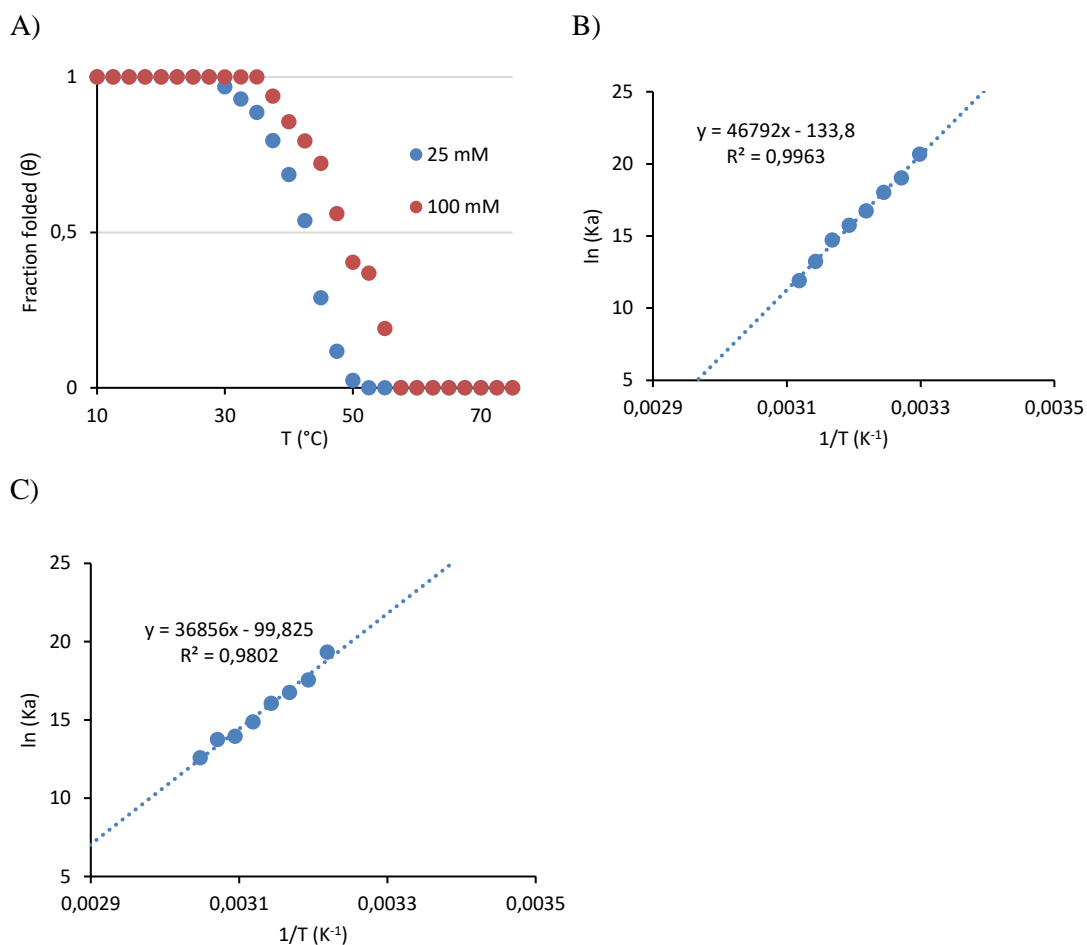 A)
1
0,5
0
Fraction folded (θ)
25 mM
100 mM
10 30 50 70
T (°C)
B)
25
20
15
10
5
ln (Ka)
y = 46792x - 133,8
R² = 0,9963
0,0029 0,0031 0,0033 0,0035
1/T (K⁻¹)
C)
25
20
15
10
5
ln (Ka)
y = 36856x - 99,825
R² = 0,9802
0,0029 0,0031 0,0033 0,0035
1/T (K⁻¹)